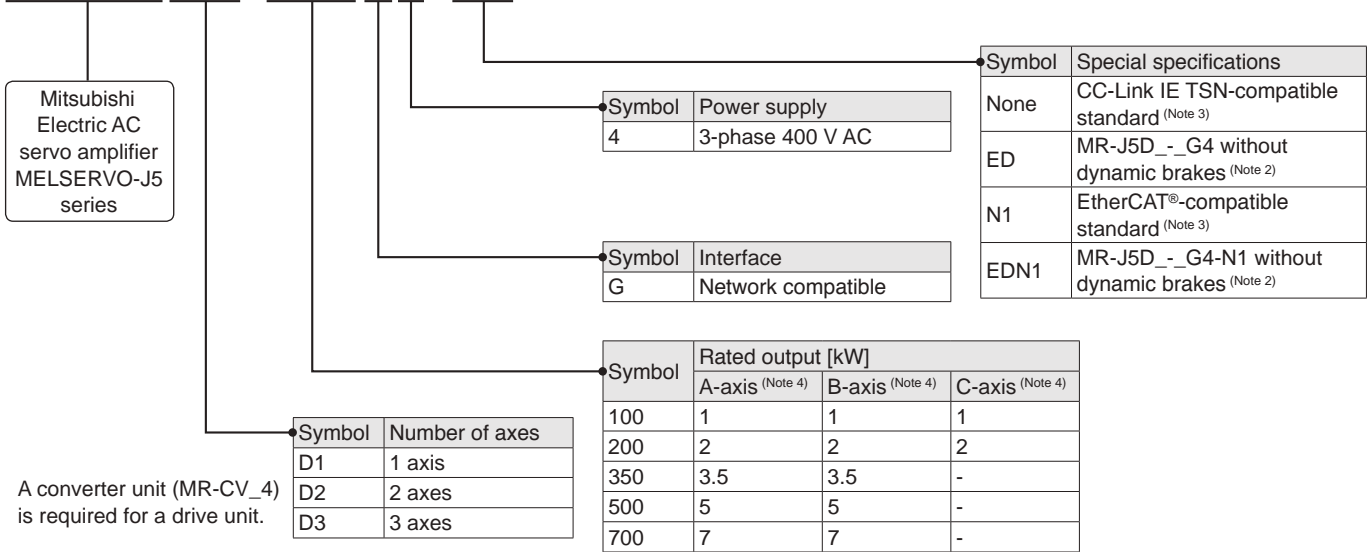 Mitsubishi
Electric AC
servo amplifier
MELSERVO-J5
series
Symbol Special specifications
None CC-Link IE TSN-compatible
standard (Note 3)
ED MR-J5D_-_G4 without
dynamic brakes (Note 2)
N1 EtherCAT®-compatible
standard (Note 3)
EDN1 MR-J5D_-_G4-N1 without
dynamic brakes (Note 2)
Symbol Power supply
4 3-phase 400 V AC
Symbol Interface
G Network compatible
Symbol Rated output [kW]
A-axis (Note 4) B-axis (Note 4) C-axis (Note 4)
100 1 1 1
200 2 2 2
350 3.5 3.5 -
500 5 5 -
700 7 7 -
Symbol Number of axes
D1 1 axis
D2 2 axes
D3 3 axes
A converter unit (MR-CV_4)
is required for a drive unit.